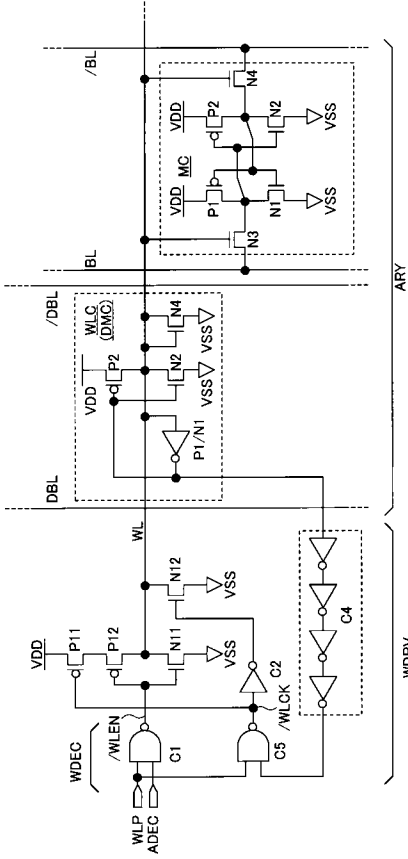 /BL
BL
/DBL
DBL
WL
WLC
(DMC)
MC
VDD
P2
N4
VDD
P1
P2
N4
N3
N1
N2
VSS
VSS
N2
VSS
VSS
P1/N1
VDD
P11
P12
N11
VSS
N12
VSS
WDEC
/WLEN
WLP
ADEC
C1
C2
/WLCK
C5
C4
WDRV
ARY